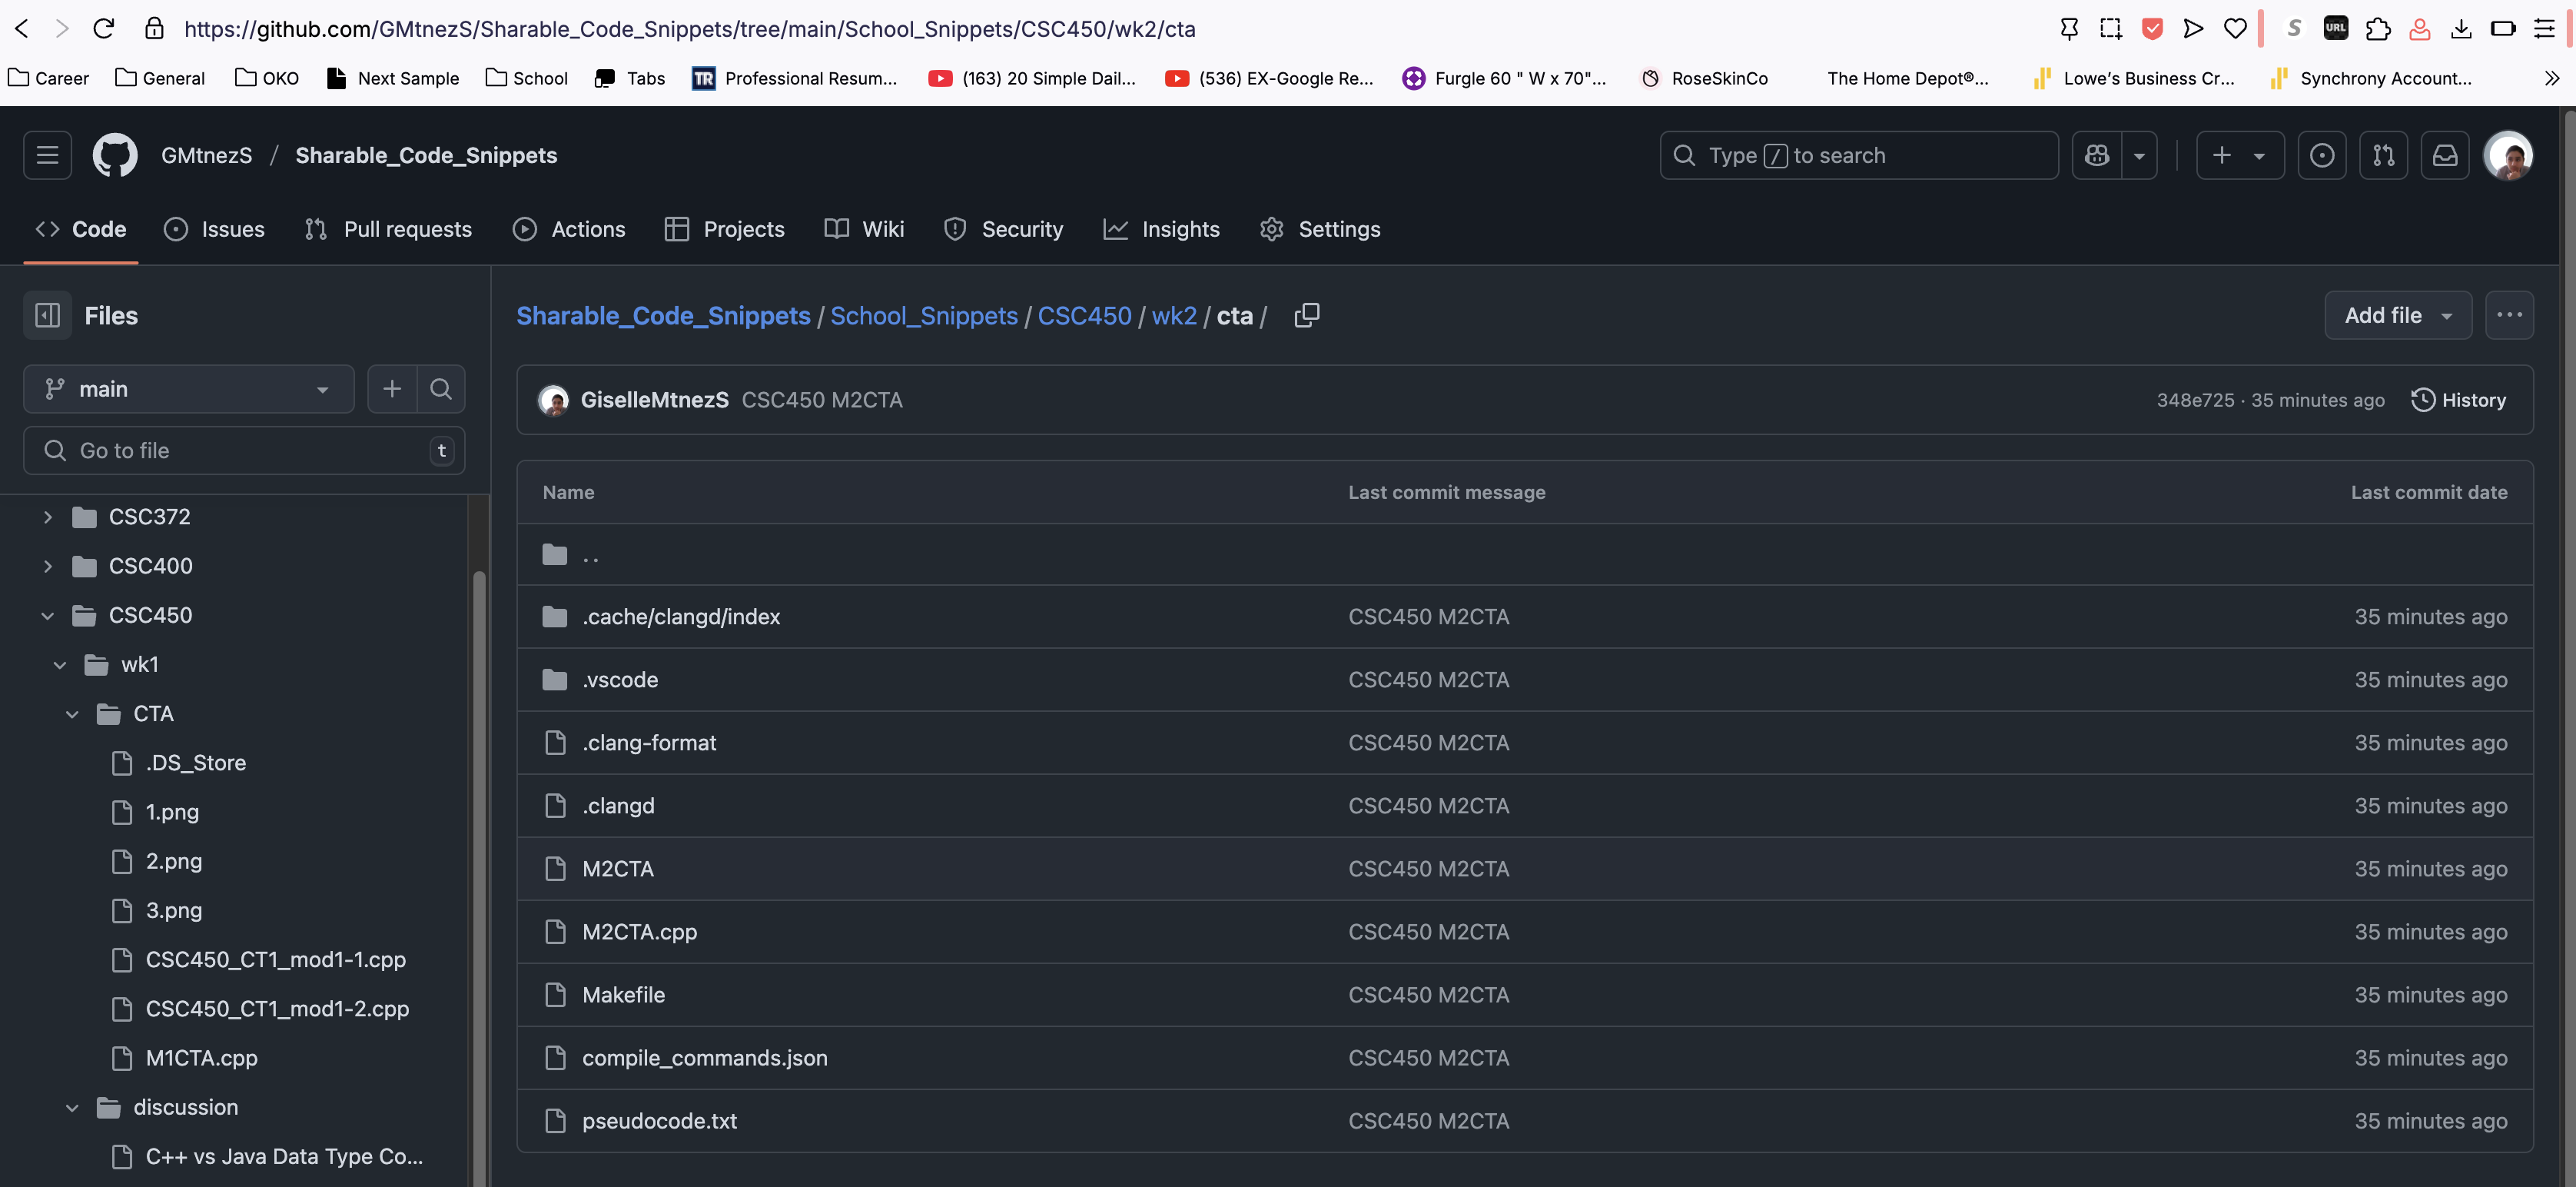 https://github.com/GMtnezS/Sharable_Code_Snippets/tree/main/School_Snippets/CSC450/wk2/cta
S
URL
Career
General
OKO
Next Sample
School
Tabs
TR Professional Resum...
(163) 20 Simple Dail...
(536) EX-Google Re...
Furgle 60 " W x 70"...
RoseSkinCo
The Home Depot®...
Lowe's Business Cr...
Synchrony Account...
GMtnezS / Sharable_Code_Snippets
Type / to search
Code
Issues
Pull requests
Actions
Projects
Wiki
Security
Insights
Settings
Files
main
Go to file
t
CSC372
CSC400
CSC450
wk1
CTA
.DS_Store
1.png
2.png
3.png
CSC450_CT1_mod1-1.cpp
CSC450_CT1_mod1-2.cpp
M1CTA.cpp
discussion
C++ vs Java Data Type Co...
Sharable_Code_Snippets / School_Snippets / CSC450 / wk2 / cta /
Add file
GiselleMtnezS CSC450 M2CTA
348e725 · 35 minutes ago
History
Name Last commit message Last commit date
..
.cache/clangd/index CSC450 M2CTA 35 minutes ago
.vscode CSC450 M2CTA 35 minutes ago
.clang-format CSC450 M2CTA 35 minutes ago
.clangd CSC450 M2CTA 35 minutes ago
M2CTA CSC450 M2CTA 35 minutes ago
M2CTA.cpp CSC450 M2CTA 35 minutes ago
Makefile CSC450 M2CTA 35 minutes ago
compile_commands.json CSC450 M2CTA 35 minutes ago
pseudocode.txt CSC450 M2CTA 35 minutes ago